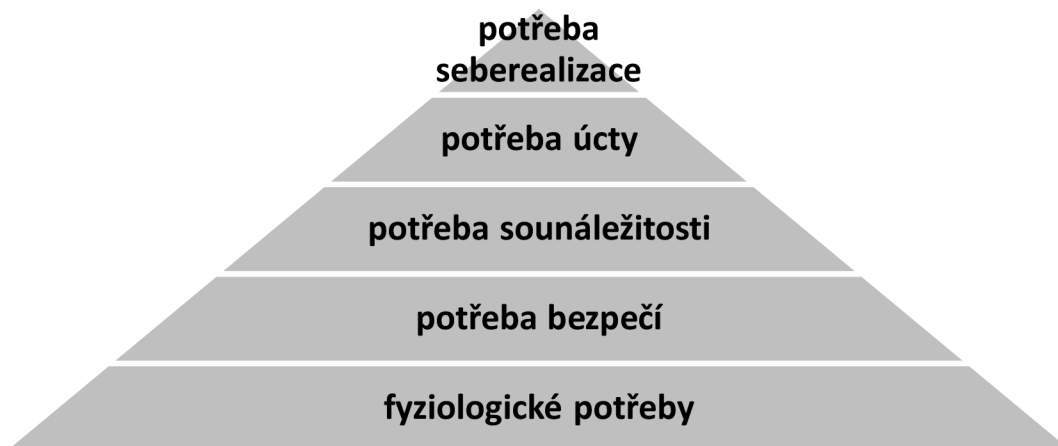 potřeba
seberealizace
potřeba úcty
potřeba sounáležitosti
potřeba bezpečí
fyziologické potřeby